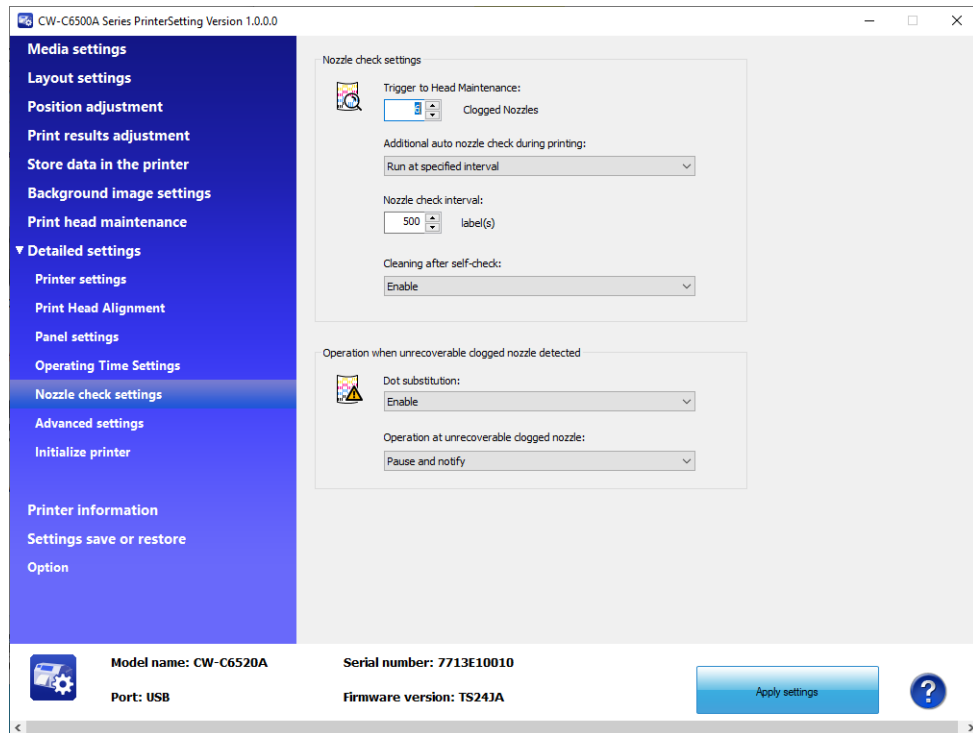 CW-C6500A Series PrinterSetting Version 1.0.0.0
Media settings
Layout settings
Position adjustment
Print results adjustment
Store data in the printer
Background image settings
Print head maintenance
Detailed settings
Printer settings
Print Head Alignment
Panel settings
Operating Time Settings
Nozzle check settings
Advanced settings
Initialize printer
Printer information
Settings save or restore
Option
Nozzle check settings
Trigger to Head Maintenance:
Clogged Nozzles
Additional auto nozzle check during printing:
Run at specified interval
Nozzle check interval:
500 label(s)
Cleaning after self-check:
Enable
Operation when unrecoverable clogged nozzle detected
Dot substitution:
Enable
Operation at unrecoverable clogged nozzle:
Pause and notify
Model name: CW-C6520A
Serial number: 7713E10010
Port: USB
Firmware version: TS24JA
Apply settings
?